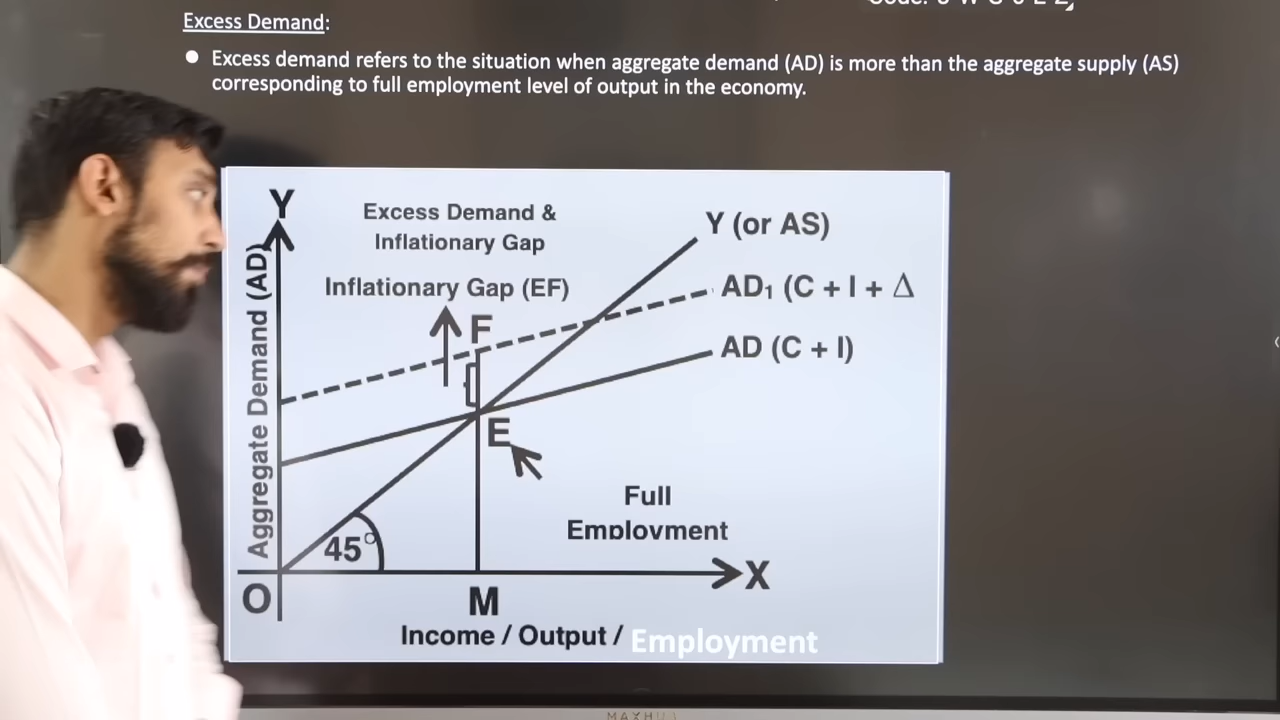 Excess Demand:
● Excess demand refers to the situation when aggregate demand (AD) is more than the aggregate supply (AS)
corresponding to full employment level of output in the economy.
Y
Excess Demand &
Inflationary Gap
Y (or AS)
Inflationary Gap (EF)
AD₁ (C + I + Δ
F
AD (C + I)
Aggregate Demand (AD)
E
Full
Employment
45°
X
O
M
Income / Output / Employment